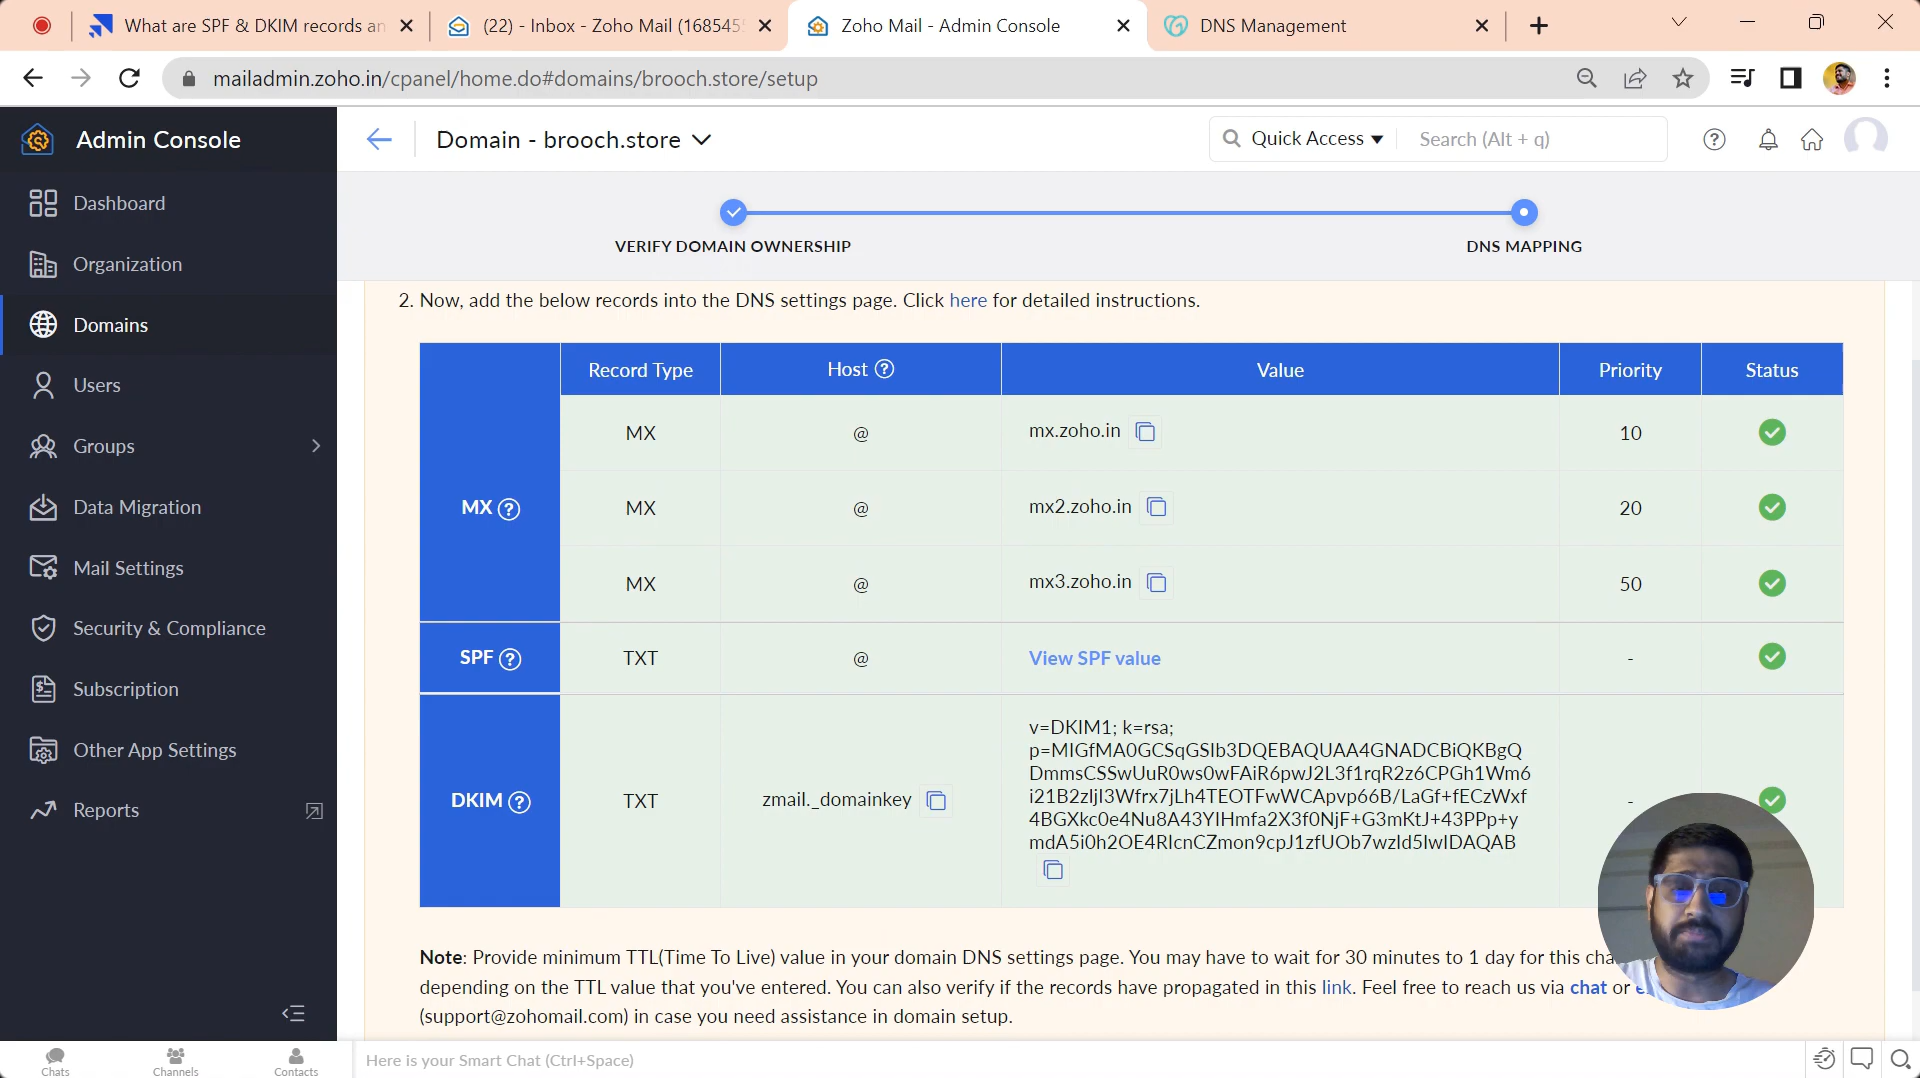 What are SPF & DKIM records an
(22) - Inbox - Zoho Mail (168545
Zoho Mail - Admin Console
DNS Management
mailadmin.zoho.in/cpanel/home.do#domains/brooch.store/setup
Admin Console
Domain - brooch.store
Quick Access
Search (Alt + q)
Dashboard
Organization
Domains
Users
Groups
Data Migration
Mail Settings
Security & Compliance
Subscription
Other App Settings
Reports
VERIFY DOMAIN OWNERSHIP
DNS MAPPING
2. Now, add the below records into the DNS settings page. Click here for detailed instructions.
Record Type Host ? Value Priority Status
MX ?
MX @ mx.zoho.in 10
MX @ mx2.zoho.in 20
MX @ mx3.zoho.in 50
SPF ? TXT @ View SPF value -
DKIM ? TXT zmail._domainkey
v=DKIM1; k=rsa;
p=MIGfMA0GCSqGSIb3DQEBAQUAA4GNADCBiQKBgQ
DmmsCSSwUuR0ws0wFAiR6pwJ2L3f1rqR2z6CPGh1Wm6
i21B2zljI3Wfrx7jLh4TEOTFwWCApvp66B/LaGf+fECzWxf
4BGXkc0e4Nu8A43YIHmfa2X3f0NjF+G3mKtJ+43PPp+y
mdA5i0h2OE4RIcnCZmon9cpJ1zfUOb7wzId5IwIDAQAB
-
Note: Provide minimum TTL(Time To Live) value in your domain DNS settings page. You may have to wait for 30 minutes to 1 day for this cha
depending on the TTL value that you've entered. You can also verify if the records have propagated in this link. Feel free to reach us via chat or e
(support@zohomail.com) in case you need assistance in domain setup.
Chats
Channels
Contacts
Here is your Smart Chat (Ctrl+Space)